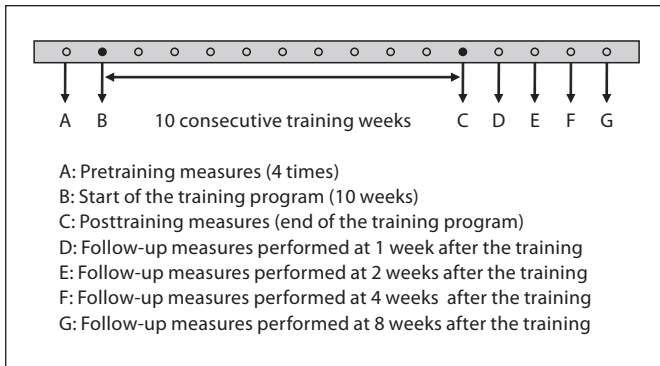 A B 10 consecutive training weeks C D E F G
A: Pretraining measures (4 times)
B: Start of the training program (10 weeks)
C: Posttraining measures (end of the training program)
D: Follow-up measures performed at 1 week after the training
E: Follow-up measures performed at 2 weeks after the training
F: Follow-up measures performed at 4 weeks after the training
G: Follow-up measures performed at 8 weeks after the training